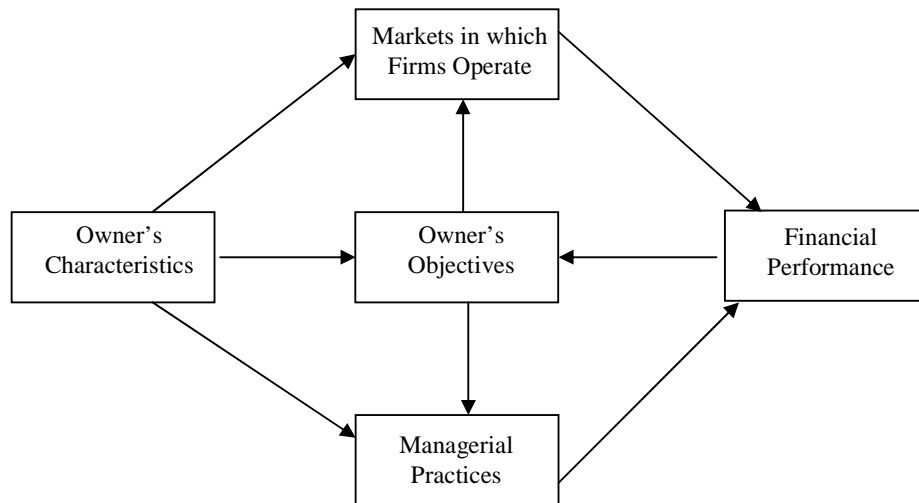 Markets in which
Firms Operate
Owner's
Characteristics
Owner's
Objectives
Financial
Performance
Managerial
Practices